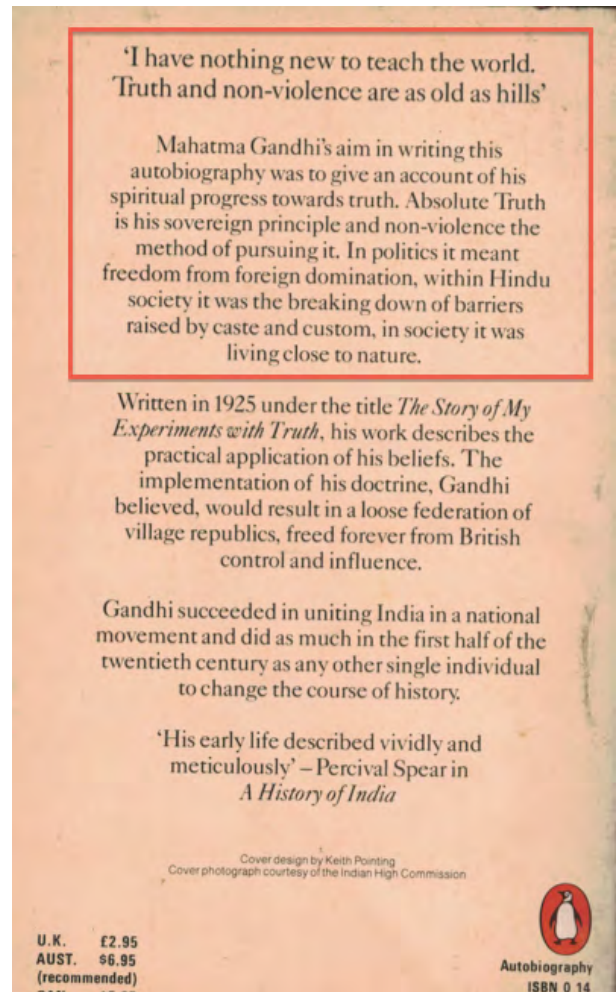 ‘I have nothing new to teach the world.
Truth and non-violence are as old as hills’
Mahatma Gandhi's aim in writing this
autobiography was to give an account of his
spiritual progress towards truth. Absolute Truth
is his sovereign principle and non-violence the
method of pursuing it. In politics it meant
freedom from foreign domination, within Hindu
society it was the breaking down of barriers
raised by caste and custom, in society it was
living close to nature.
Written in 1925 under the title The Story of My
Experiments with Truth, his work describes the
practical application of his beliefs. The
implementation of his doctrine, Gandhi
believed, would result in a loose federation of
village republics, freed forever from British
control and influence.
Gandhi succeeded in uniting India in a national
movement and did as much in the first half of the
twentieth century as any other single individual
to change the course of history.
‘His early life described vividly and
meticulously’ – Percival Spear in
A History of India
Cover design by Keith Pointing
Cover photograph courtesy of the Indian High Commission
U.K. £2.95
AUST. $6.95
(recommended)
Autobiography
ISBN 0 14